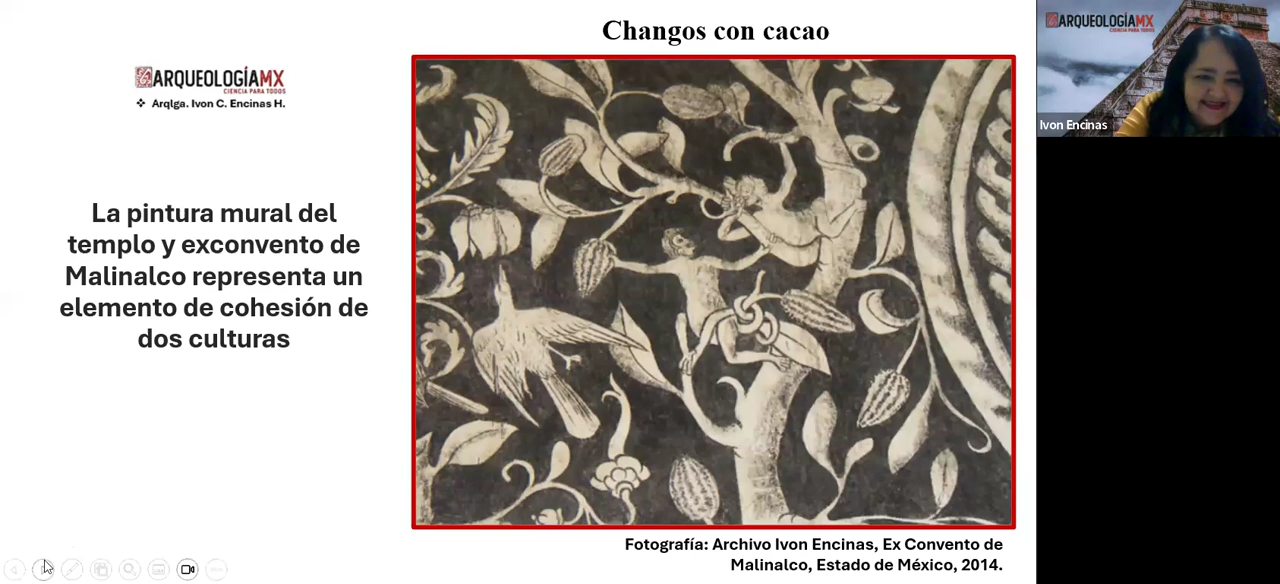 Changos con cacao
ARQUEOLOGÍAMX
CIENCIA PARA TODOS
❖ Arqlga. Ivon C. Encinas H.
La pintura mural del
templo y exconvento de
Malinalco representa un
elemento de cohesión de
dos culturas
Fotografía: Archivo Ivon Encinas, Ex Convento de
Malinalco, Estado de México, 2014.
ARQUEOLOGÍAMX
CIENCIA PARA TODOS
Ivon Encinas